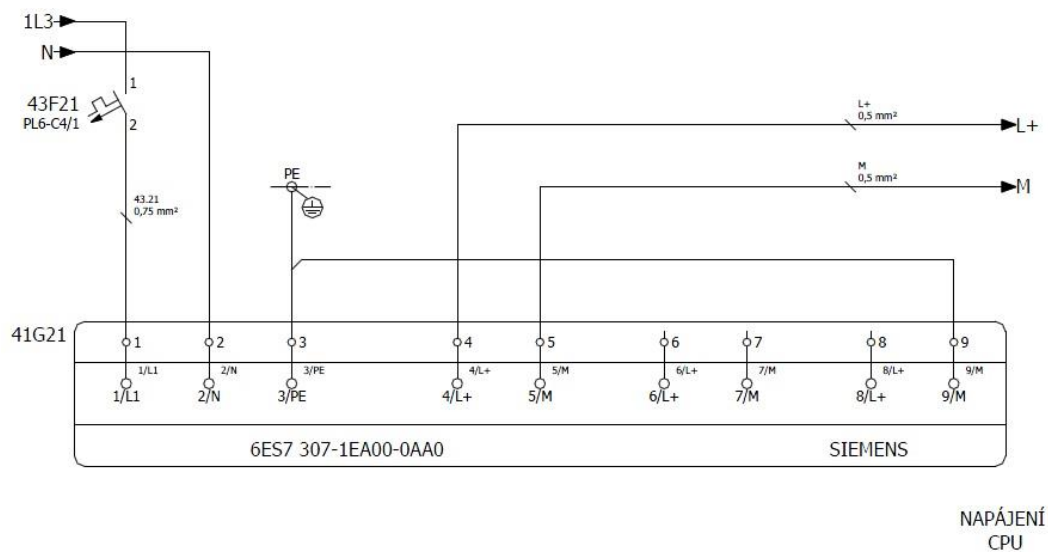 1L3
N
1
43F21
PL6-C4/1
2
L+
0,5 mm²
L+
PE
M
0,5 mm²
M
43.21
0,75 mm²
41G21
1 2 3 4 5 6 7 8 9
1/L1 2/N 3/PE 4/L+ 5/M 6/L+ 7/M 8/L+ 9/M
1/L1 2/N 3/PE 4/L+ 5/M 6/L+ 7/M 8/L+ 9/M
6ES7 307-1EA00-0AA0 SIEMENS
NAPÁJENÍ
CPU